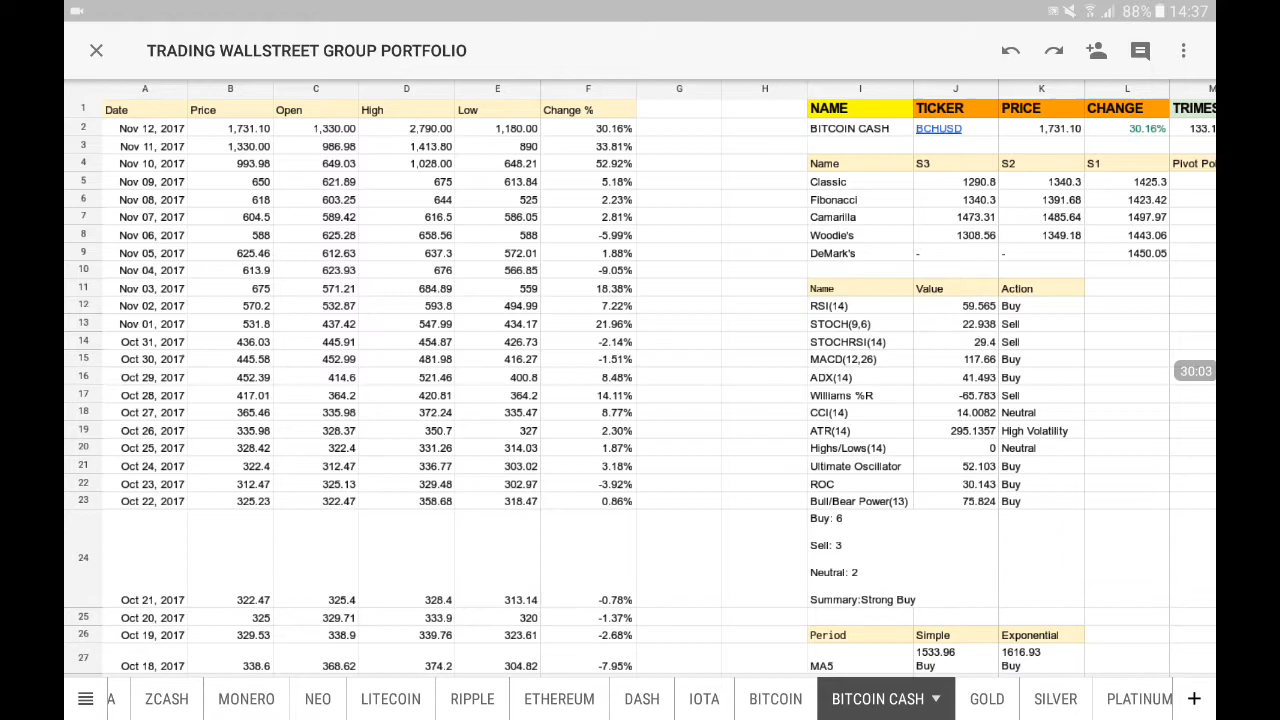 88% 14:37
TRADING WALLSTREET GROUP PORTFOLIO
A B C D E F G H I J K L M
1 Date Price Open High Low Change % NAME TICKER PRICE CHANGE TRIMES
2 Nov 12, 2017 1,731.10 1,330.00 2,790.00 1,180.00 30.16% BITCOIN CASH BCHUSD 1,731.10 30.16% 133.1
3 Nov 11, 2017 1,330.00 986.98 1,413.80 890 33.81%
4 Nov 10, 2017 993.98 649.03 1,028.00 648.21 52.92% Name S3 S2 S1 Pivot Po
5 Nov 09, 2017 650 621.89 675 613.84 5.18% Classic 1290.8 1340.3 1425.3
6 Nov 08, 2017 618 603.25 644 525 2.23% Fibonacci 1340.3 1391.68 1423.42
7 Nov 07, 2017 604.5 589.42 616.5 586.05 2.81% Camarilla 1473.31 1485.64 1497.97
8 Nov 06, 2017 588 625.28 658.56 588 -5.99% Woodie's 1308.56 1349.18 1443.06
9 Nov 05, 2017 625.46 612.63 637.3 572.01 1.88% DeMark's - - 1450.05
10 Nov 04, 2017 613.9 623.93 676 566.85 -9.05%
11 Nov 03, 2017 675 571.21 684.89 559 18.38% Name Value Action
12 Nov 02, 2017 570.2 532.87 593.8 494.99 7.22% RSI(14) 59.565 Buy
13 Nov 01, 2017 531.8 437.42 547.99 434.17 21.96% STOCH(9,6) 22.938 Sell
14 Oct 31, 2017 436.03 445.91 454.87 426.73 -2.14% STOCHRSI(14) 29.4 Sell
15 Oct 30, 2017 445.58 452.99 481.98 416.27 -1.51% MACD(12,26) 117.66 Buy
16 Oct 29, 2017 452.39 414.6 521.46 400.8 8.48% ADX(14) 41.493 Buy
30:03
17 Oct 28, 2017 417.01 364.2 420.81 364.2 14.11% Williams %R -65.783 Sell
18 Oct 27, 2017 365.46 335.98 372.24 335.47 8.77% CCI(14) 14.0082 Neutral
19 Oct 26, 2017 335.98 328.37 350.7 327 2.30% ATR(14) 295.1357 High Volatility
20 Oct 25, 2017 328.42 322.4 331.26 314.03 1.87% Highs/Lows(14) 0 Neutral
21 Oct 24, 2017 322.4 312.47 336.77 303.02 3.18% Ultimate Oscillator 52.103 Buy
22 Oct 23, 2017 312.47 325.13 329.48 302.97 -3.92% ROC 30.143 Buy
23 Oct 22, 2017 325.23 322.47 358.68 318.47 0.86% Bull/Bear Power(13) 75.824 Buy
Buy: 6
Sell: 3
24
Neutral: 2
Oct 21, 2017 322.47 325.4 328.4 313.14 -0.78% Summary:Strong Buy
25 Oct 20, 2017 325 329.71 333.9 320 -1.37%
26 Oct 19, 2017 329.53 338.9 339.76 323.61 -2.68% Period Simple Exponential
27 1533.96 1616.93
Oct 18, 2017 338.6 368.62 374.2 304.82 -7.95% MA5 Buy Buy
A ZCASH MONERO NEO LITECOIN RIPPLE ETHEREUM DASH IOTA BITCOIN BITCOIN CASH GOLD SILVER PLATINUM